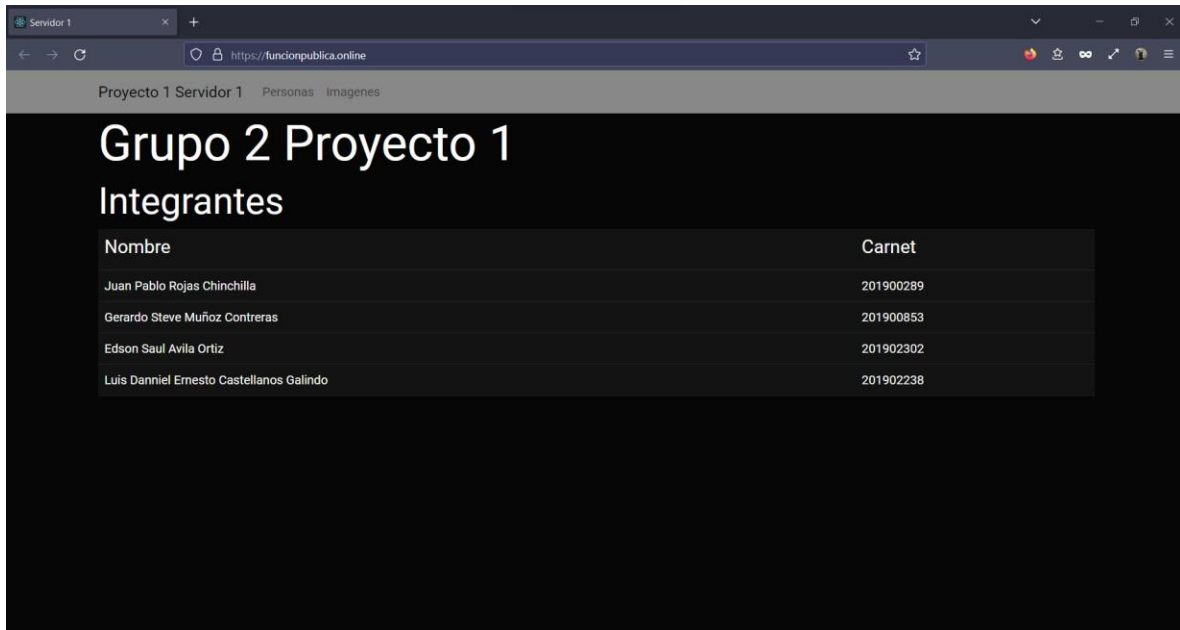 Servidor 1
https://funcionpublica.online
Proyecto 1 Servidor 1 Personas Imagenes
Grupo 2 Proyecto 1
Integrantes
Nombre Carnet
Juan Pablo Rojas Chinchilla 201900289
Gerardo Steve Muñoz Contreras 201900853
Edson Saul Avila Ortiz 201902302
Luis Danniel Ernesto Castellanos Galindo 201902238